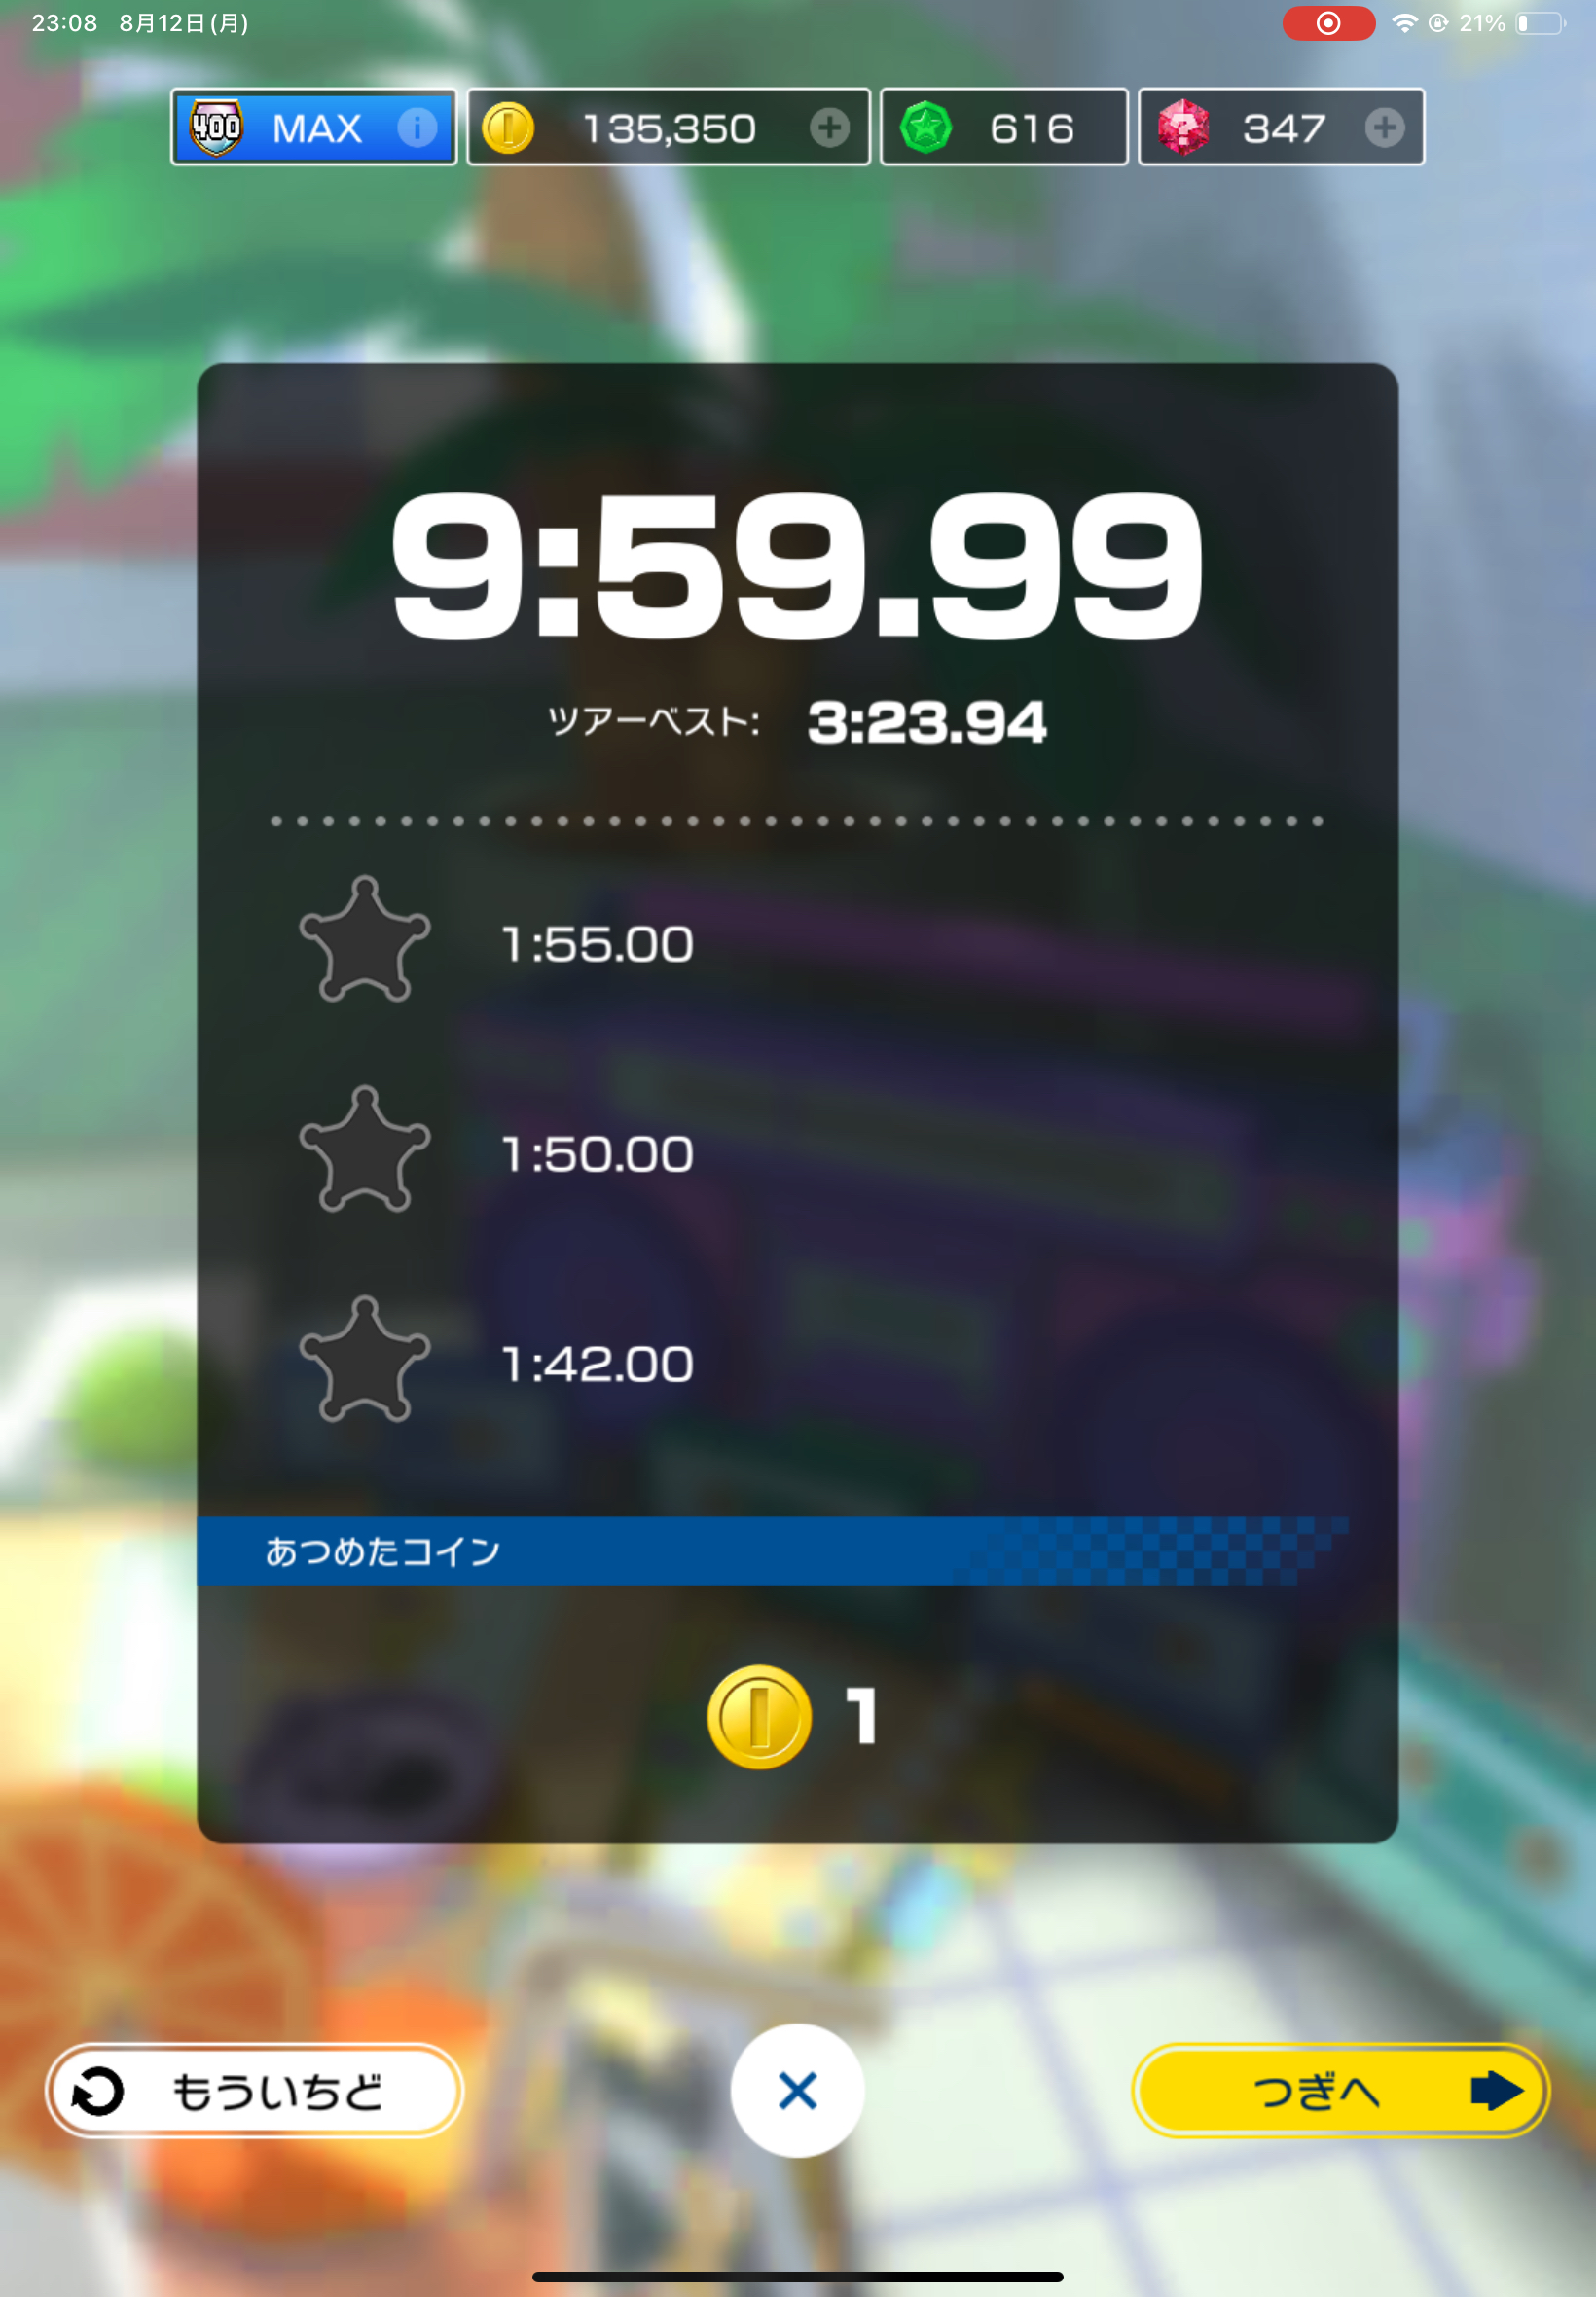 23:08 8月12日(月) 21%
400 MAX i 135,350 + 616 ? 347 +
9:59.99
ツアーベスト: 3:23.94
1:55.00
1:50.00
1:42.00
あつめたコイン
1
もういちど × つぎへ